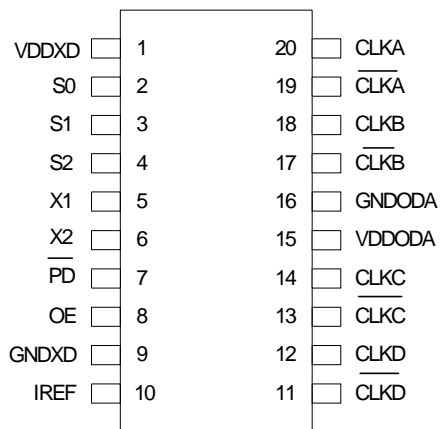 VDDXD 1 20 CLKA
S0 2 19 CLKA
S1 3 18 CLKB
S2 4 17 CLKB
X1 5 16 GNDODA
X2 6 15 VDDODA
PD 7 14 CLKC
OE 8 13 CLKC
GNDXD 9 12 CLKD
IREF 10 11 CLKD